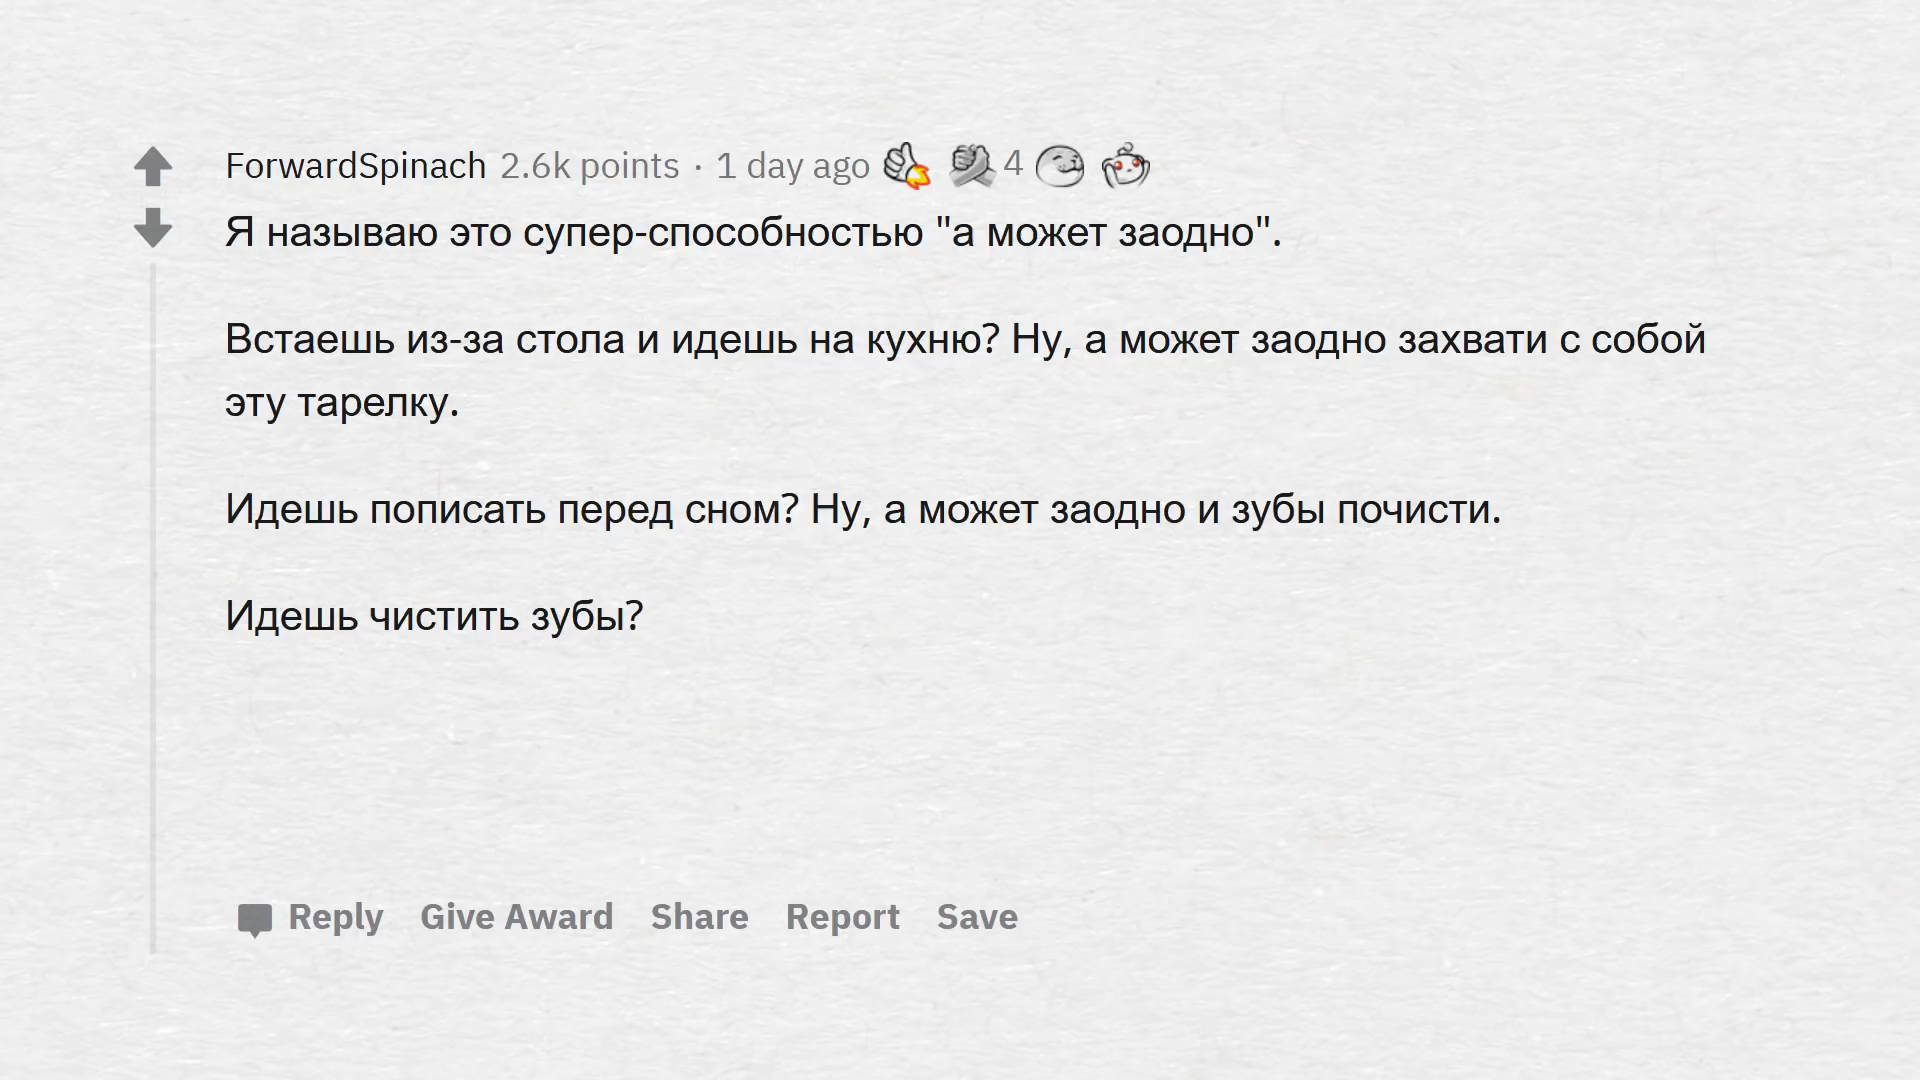 ForwardSpinach 2.6k points · 1 day ago 4
Я называю это супер-способностью "а может заодно".
Встаешь из-за стола и идешь на кухню? Ну, а может заодно захвати с собой
эту тарелку.
Идешь пописать перед сном? Ну, а может заодно и зубы почисти.
Идешь чистить зубы?
Reply Give Award Share Report Save